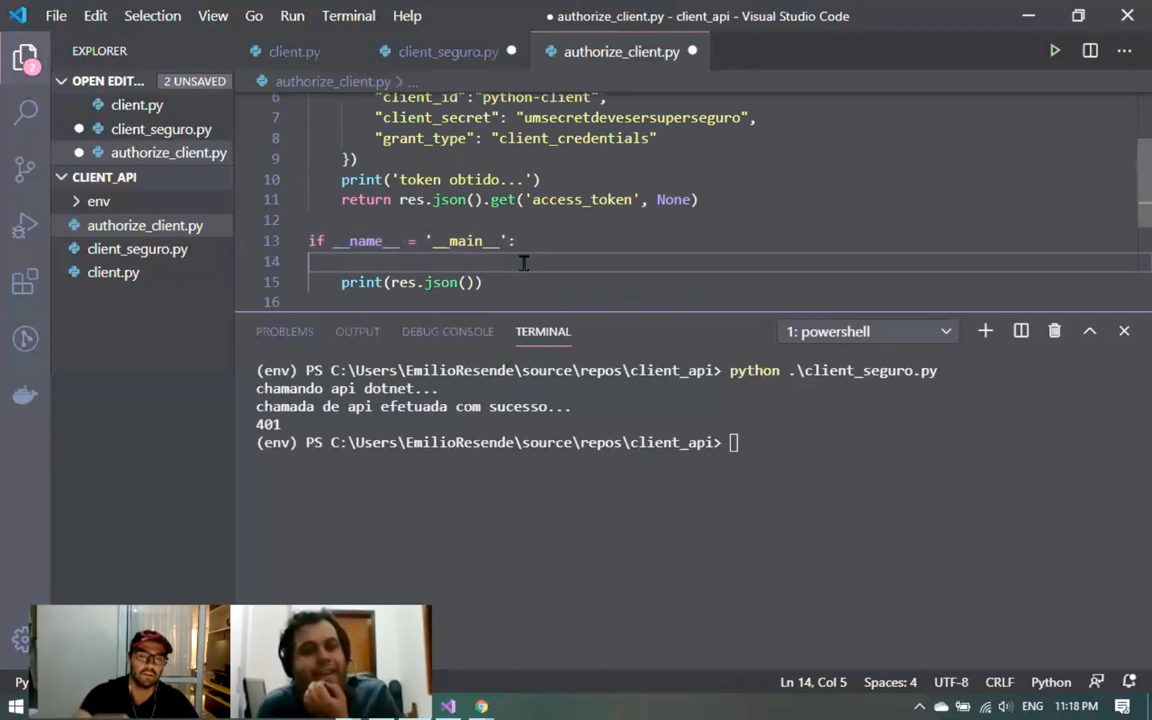 File Edit Selection View Go Run Terminal Help ● authorize_client.py - client_api - Visual Studio Code
EXPLORER
client.py client_seguro.py authorize_client.py
OPEN EDIT... 2 UNSAVED
authorize_client.py > ...
client.py
client_seguro.py
authorize_client.py
CLIENT_API
env
authorize_client.py
client_seguro.py
client.py
2
6 "client_id":"python-client",
7 "client_secret": "umsecretdevesersuperseguro",
8 "grant_type": "client_credentials"
9 })
10 print('token obtido...')
11 return res.json().get('access_token', None)
12
13 if __name__ = '__main__':
14
15 print(res.json())
16
PROBLEMS OUTPUT DEBUG CONSOLE TERMINAL 1: powershell
(env) PS C:\Users\EmilioResende\source\repos\client_api> python .\client_seguro.py
chamando api dotnet...
chamada de api efetuada com sucesso...
401
(env) PS C:\Users\EmilioResende\source\repos\client_api>
Py Ln 14, Col 5 Spaces: 4 UTF-8 CRLF Python
ENG 11:18 PM